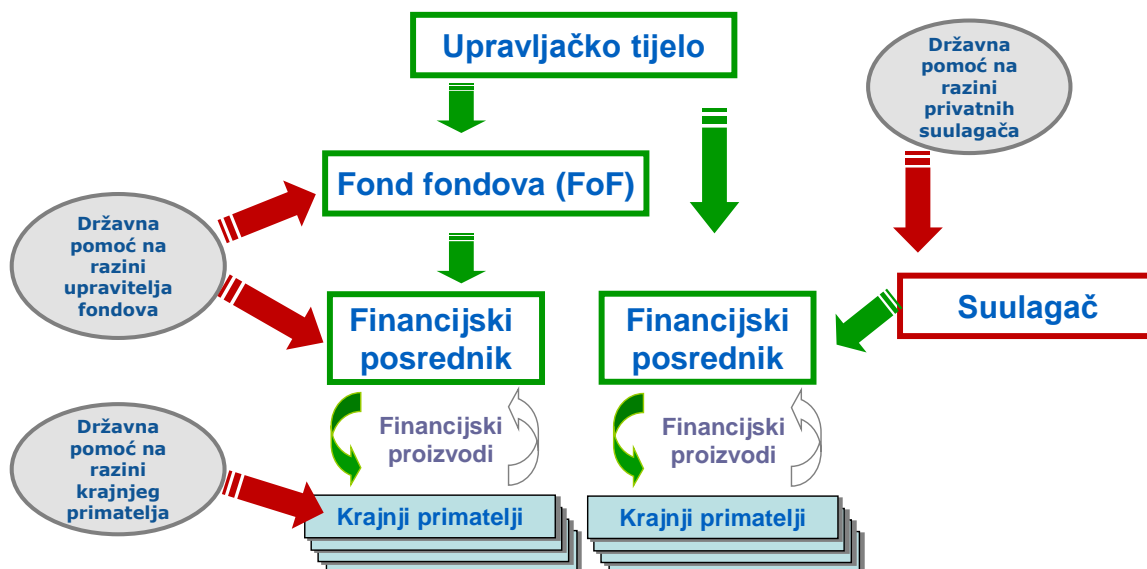 Upravljačko tijelo
Državna
pomoć na
razini
privatnih
suulagača
Fond fondova (FoF)
Državna
pomoć na
razini
upravitelja
fondova
Financijski
posrednik
Financijski
posrednik
Suulagač
Financijski
proizvodi
Financijski
proizvodi
Državna
pomoć na
razini
krajnjeg
primatelja
Krajnji primatelji
Krajnji primatelji